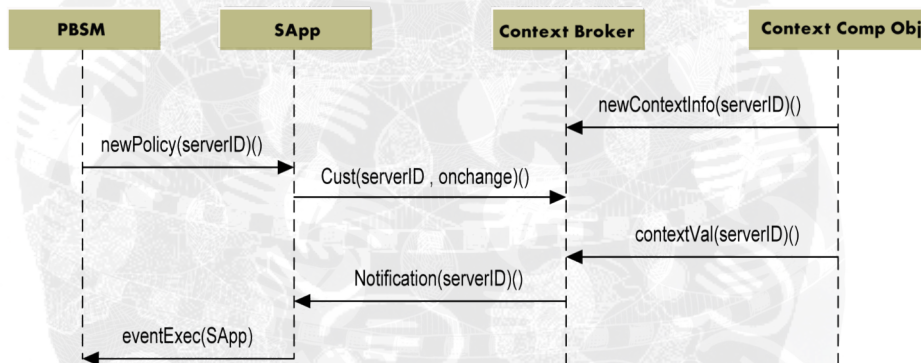 PBSM
SApp
Context Broker
Context Comp Obj
newContextInfo(serverID)()
newPolicy(serverID)()
Cust(serverID , onchange)()
contextVal(serverID)()
Notification(serverID)()
eventExec(SApp)